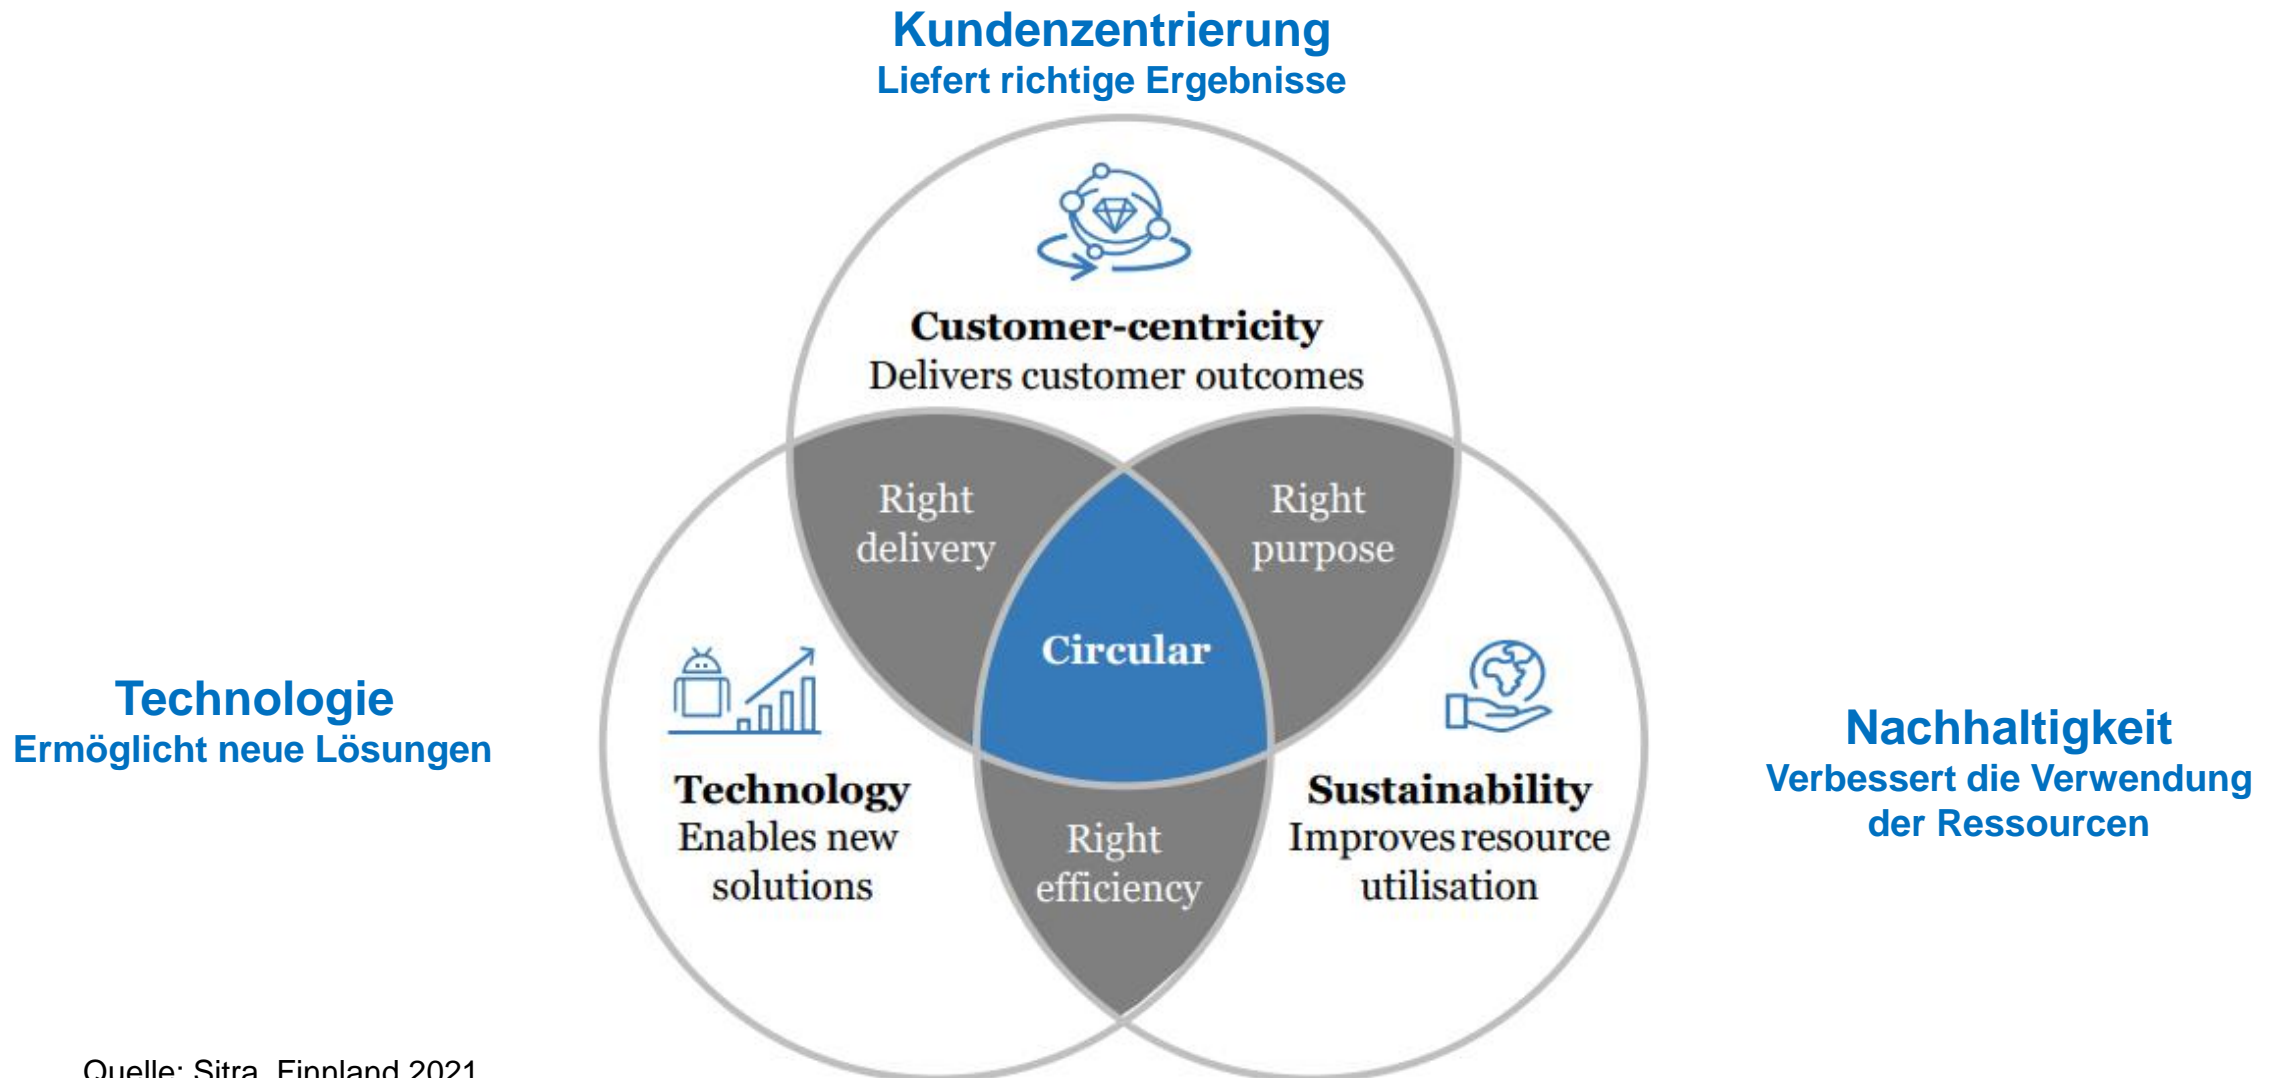 Kundenzentrierung
Liefert richtige Ergebnisse
Customer-centricity
Delivers customer outcomes
Right
delivery
Right
purpose
Circular
Technologie
Ermöglicht neue Lösungen
Technology
Enables new
solutions
Right
efficiency
Sustainability
Improves resource
utilisation
Nachhaltigkeit
Verbessert die Verwendung
der Ressourcen
Quelle: Sitra, Finnland 2021